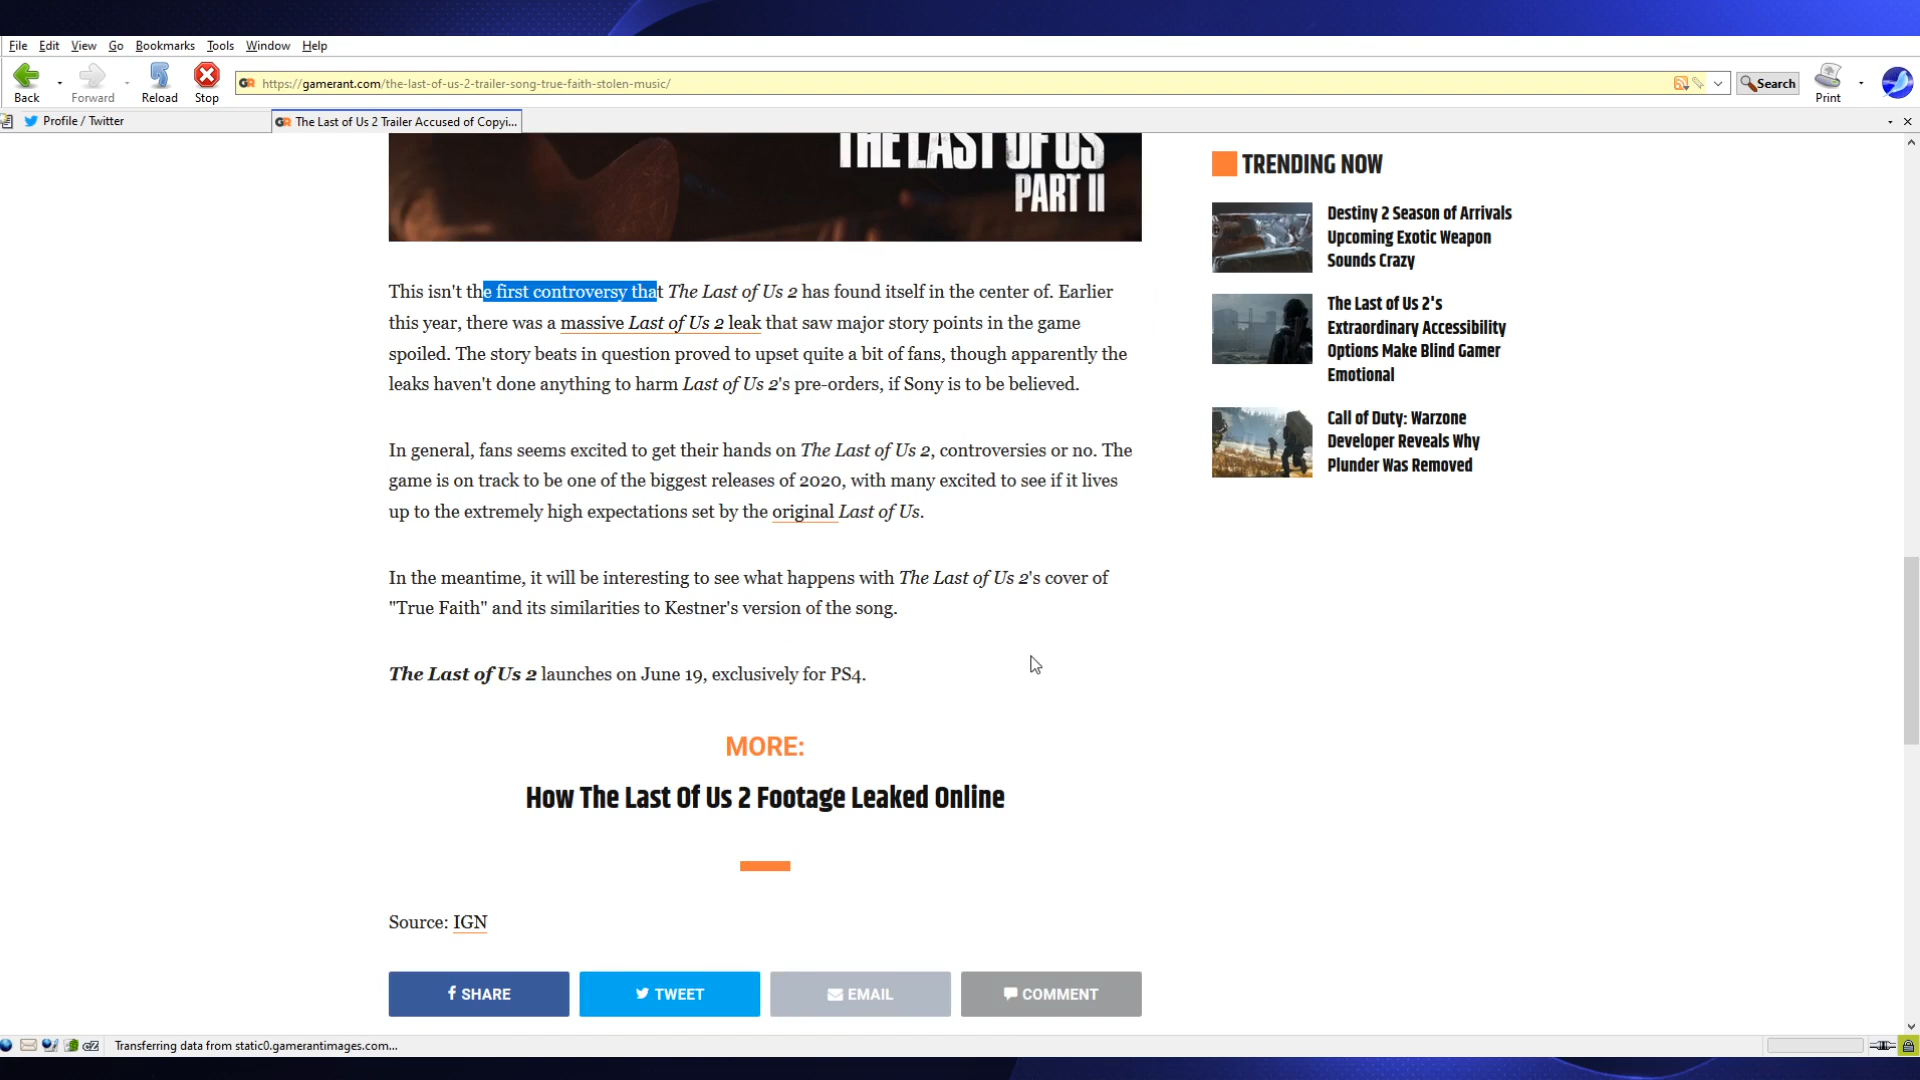 File Edit View Go Bookmarks Tools Window Help
Back Forward Reload Stop https://gamerant.com/the-last-of-us-2-trailer-song-true-faith-stolen-music/ Search Print
Profile / Twitter GR The Last of Us 2 Trailer Accused of Copyi...
THE LAST OF US
PART II
This isn't the first controversy that The Last of Us 2 has found itself in the center of. Earlier
this year, there was a massive Last of Us 2 leak that saw major story points in the game
spoiled. The story beats in question proved to upset quite a bit of fans, though apparently the
leaks haven't done anything to harm Last of Us 2's pre-orders, if Sony is to be believed.
In general, fans seems excited to get their hands on The Last of Us 2, controversies or no. The
game is on track to be one of the biggest releases of 2020, with many excited to see if it lives
up to the extremely high expectations set by the original Last of Us.
In the meantime, it will be interesting to see what happens with The Last of Us 2's cover of
"True Faith" and its similarities to Kestner's version of the song.
The Last of Us 2 launches on June 19, exclusively for PS4.
MORE:
How The Last Of Us 2 Footage Leaked Online
Source: IGN
SHARE TWEET EMAIL COMMENT
TRENDING NOW
Destiny 2 Season of Arrivals
Upcoming Exotic Weapon
Sounds Crazy
The Last of Us 2's
Extraordinary Accessibility
Options Make Blind Gamer
Emotional
Call of Duty: Warzone
Developer Reveals Why
Plunder Was Removed
Transferring data from static0.gamerantimages.com...